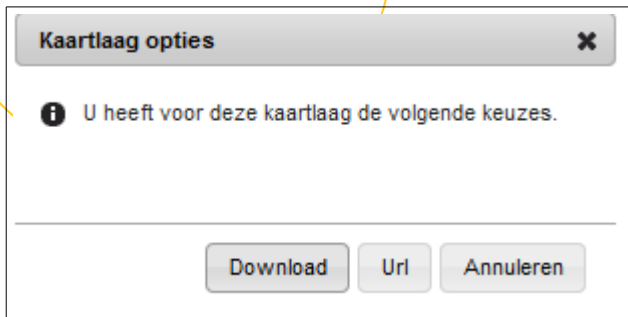 Kaartlaag opties
U heeft voor deze kaartlaag de volgende keuzes.
Download Url Annuleren